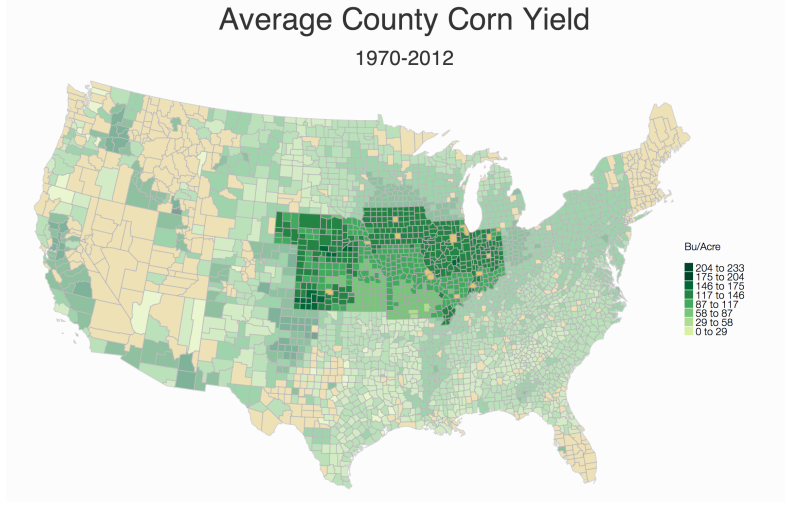 Average County Corn Yield
1970-2012
Bu/Acre
204 to 233
175 to 204
146 to 175
117 to 146
87 to 117
58 to 87
29 to 58
0 to 29